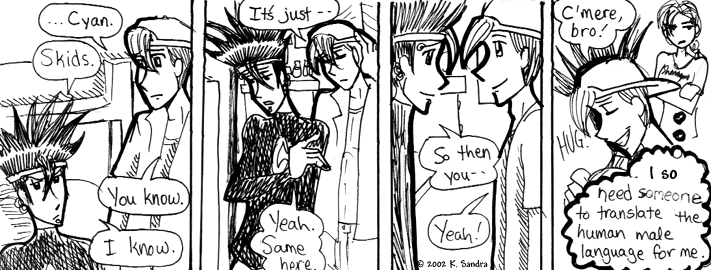 ...Cyan.
Skids.
You know.
I know.
It's just --
Yeah.
Same
here.
So then
you--
Yeah!
© 2002 K. Sandra
C'mere,
bro!
HUG.
I so
need someone
to translate the
human male
language for me.